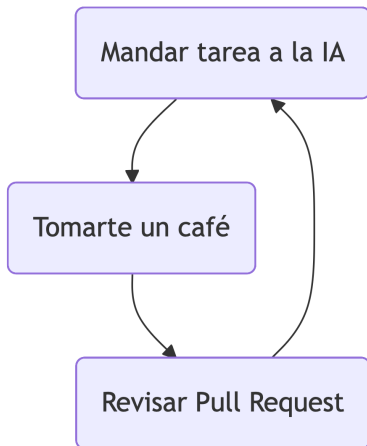 Mandar tarea a la IA
Tomarte un café
Revisar Pull Request